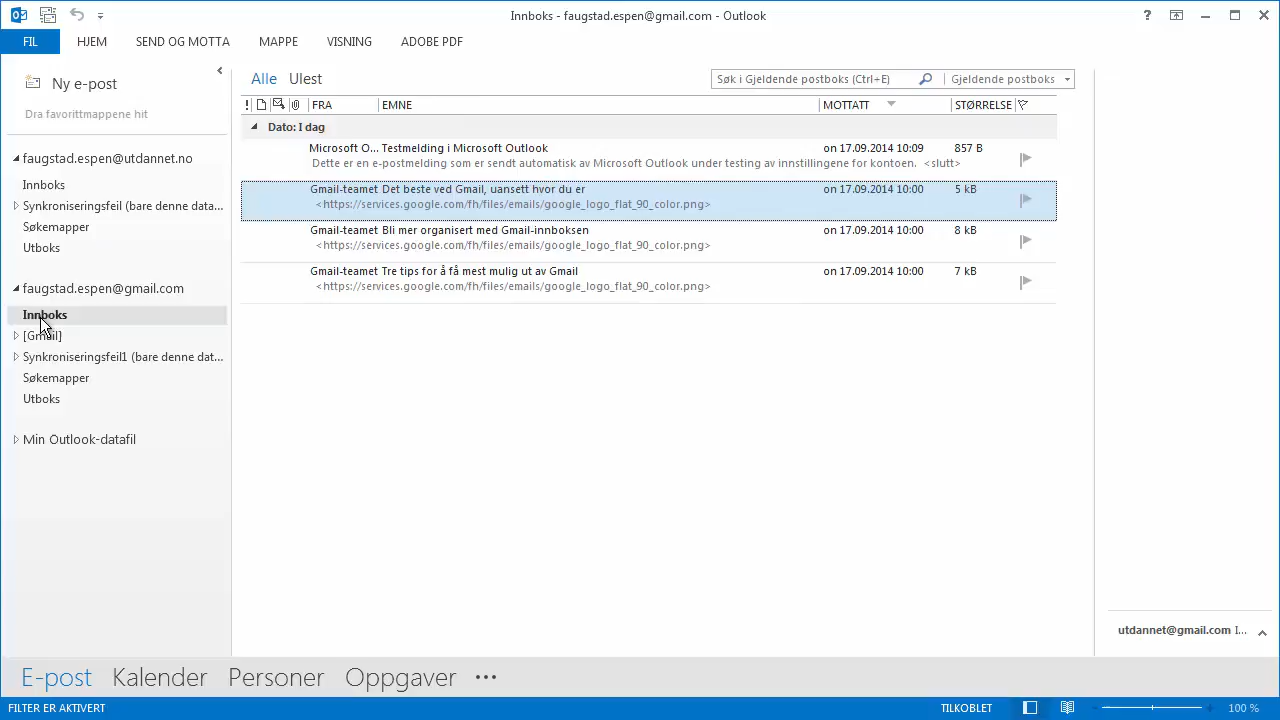 Innboks - faugstad.espen@gmail.com - Outlook
FIL HJEM SEND OG MOTTA MAPPE VISNING ADOBE PDF
Ny e-post
Dra favorittmappene hit
faugstad.espen@utdannet.no
Innboks
Synkroniseringsfeil (bare denne data...
Søkemapper
Utboks
faugstad.espen@gmail.com
Innboks
[Gmail]
Synkroniseringsfeil1 (bare denne dat...
Søkemapper
Utboks
Min Outlook-datafil
Alle Ulest
Søk i Gjeldende postboks (Ctrl+E) Gjeldende postboks
FRA EMNE MOTTATT STØRRELSE
Dato: I dag
Microsoft O... Testmelding i Microsoft Outlook on 17.09.2014 10:09 857 B
Dette er en e-postmelding som er sendt automatisk av Microsoft Outlook under testing av innstillingene for kontoen. <slutt>
Gmail-teamet Det beste ved Gmail, uansett hvor du er on 17.09.2014 10:00 5 kB
<https://services.google.com/fh/files/emails/google_logo_flat_90_color.png>
Gmail-teamet Bli mer organisert med Gmail-innboksen on 17.09.2014 10:00 8 kB
<https://services.google.com/fh/files/emails/google_logo_flat_90_color.png>
Gmail-teamet Tre tips for å få mest mulig ut av Gmail on 17.09.2014 10:00 7 kB
<https://services.google.com/fh/files/emails/google_logo_flat_90_color.png>
utdannet@gmail.com I...
E-post Kalender Personer Oppgaver ...
FILTER ER AKTIVERT TILKOBLET 100 %